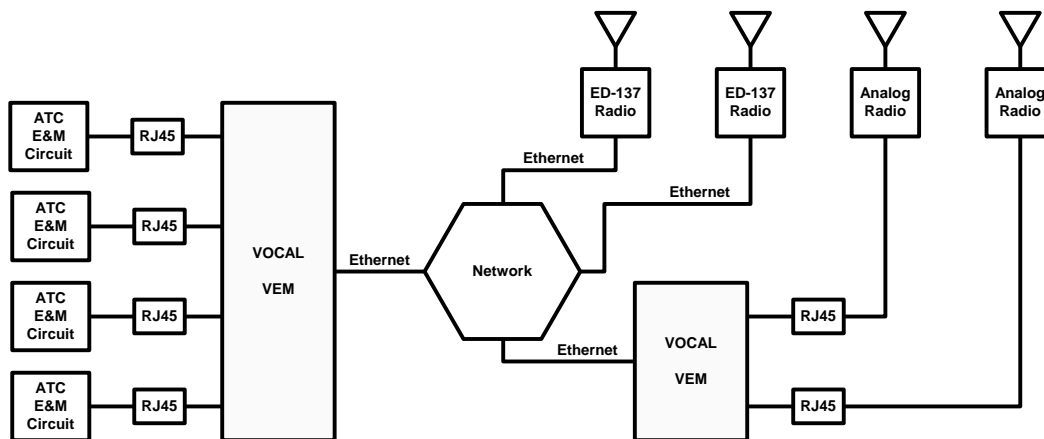 ED-137
Radio
ED-137
Radio
Analog
Radio
Analog
Radio
ATC
E&M
Circuit
RJ45
Ethernet
Ethernet
ATC
E&M
Circuit
RJ45
VOCAL
VEM
Ethernet
Network
ATC
E&M
Circuit
RJ45
RJ45
Ethernet
VOCAL
VEM
ATC
E&M
Circuit
RJ45
RJ45